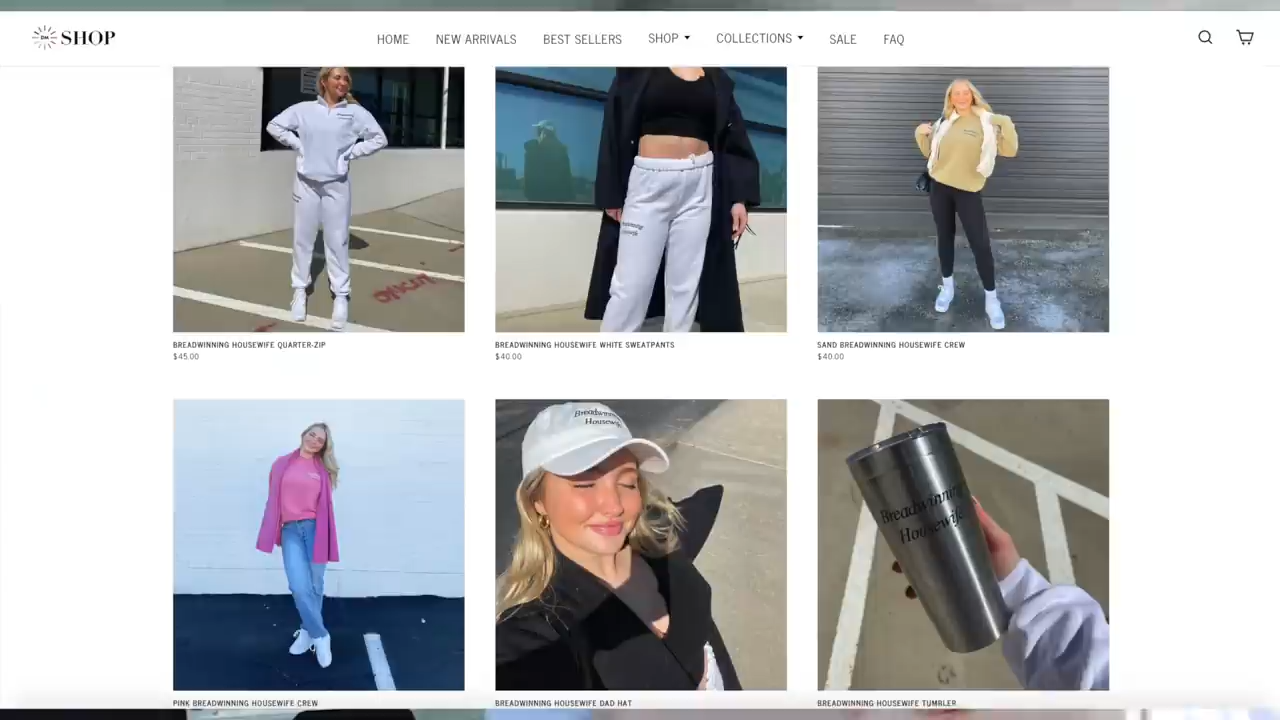 DM SHOP
HOME NEW ARRIVALS BEST SELLERS SHOP COLLECTIONS SALE FAQ
BREADWINNING HOUSEWIFE QUARTER-ZIP
$45.00
BREADWINNING HOUSEWIFE WHITE SWEATPANTS
$40.00
SAND BREADWINNING HOUSEWIFE CREW
$40.00
Breadwinning
Housewife
Breadwinning
Housewife
PINK BREADWINNING HOUSEWIFE CREW
BREADWINNING HOUSEWIFE DAD HAT
BREADWINNING HOUSEWIFE TUMBLER